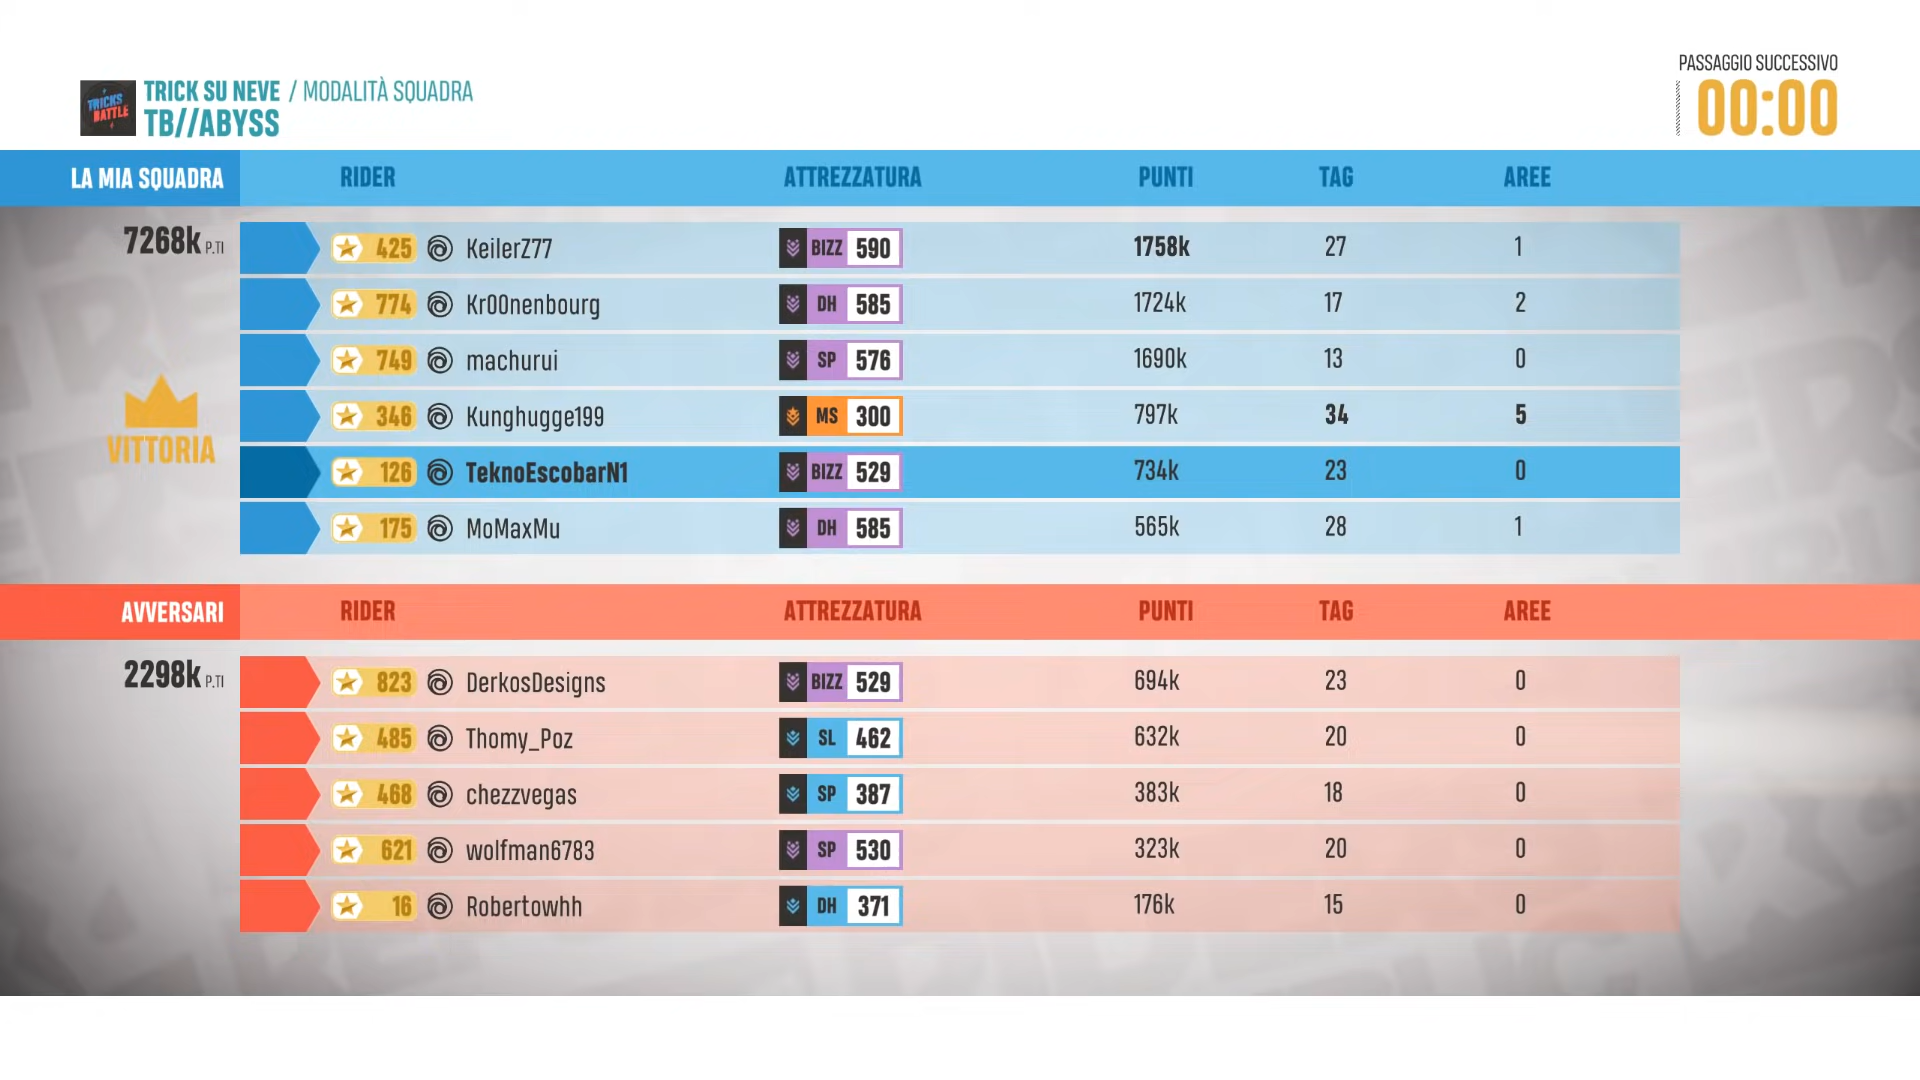 TRICKS BATTLE
TRICK SU NEVE / MODALITÀ SQUADRA
TB//ABYSS
PASSAGGIO SUCCESSIVO
00:00
LA MIA SQUADRA RIDER ATTREZZATURA PUNTI TAG AREE
7268k P.TI
425 KeilerZ77 BIZZ 590 1758k 27 1
774 Kr00nenbourg DH 585 1724k 17 2
749 machurui SP 576 1690k 13 0
346 Kunghugge199 MS 300 797k 34 5
126 TeknoEscobarN1 BIZZ 529 734k 23 0
175 MoMaxMu DH 585 565k 28 1
VITTORIA
AVVERSARI RIDER ATTREZZATURA PUNTI TAG AREE
2298k P.TI
823 DerkosDesigns BIZZ 529 694k 23 0
485 Thomy_Poz SL 462 632k 20 0
468 chezzvegas SP 387 383k 18 0
621 wolfman6783 SP 530 323k 20 0
16 Robertowhh DH 371 176k 15 0